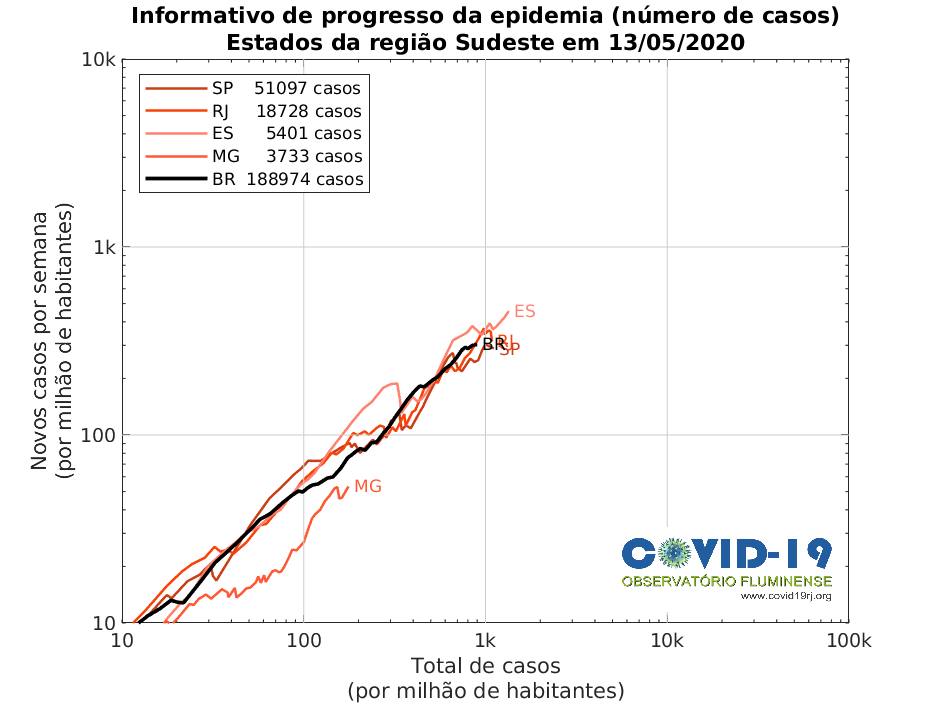 Informativo de progresso da epidemia (número de casos)
Estados da região Sudeste em 13/05/2020
10k
SP 51097 casos
RJ 18728 casos
ES 5401 casos
MG 3733 casos
BR 188974 casos
Novos casos por semana
(por milhão de habitantes)
1k
ES
RJ
BR
SP
100
MG
COVID-19
OBSERVATÓRIO FLUMINENSE
www.covid19rj.org
10
10 100 1k 10k 100k
Total de casos
(por milhão de habitantes)